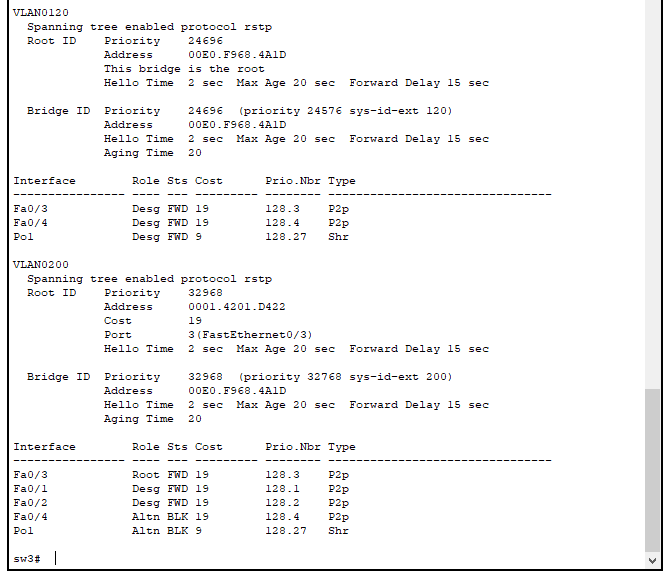 VLAN0120
Spanning tree enabled protocol rstp
Root ID Priority 24696
Address 00E0.F968.4A1D
This bridge is the root
Hello Time 2 sec Max Age 20 sec Forward Delay 15 sec
Bridge ID Priority 24696 (priority 24576 sys-id-ext 120)
Address 00E0.F968.4A1D
Hello Time 2 sec Max Age 20 sec Forward Delay 15 sec
Aging Time 20
Interface Role Sts Cost Prio.Nbr Type
---------------- ---- --- --------- -------- --------------------------------
Fa0/3 Desg FWD 19 128.3 P2p
Fa0/4 Desg FWD 19 128.4 P2p
Po1 Desg FWD 9 128.27 Shr
VLAN0200
Spanning tree enabled protocol rstp
Root ID Priority 32968
Address 0001.4201.D422
Cost 19
Port 3(FastEthernet0/3)
Hello Time 2 sec Max Age 20 sec Forward Delay 15 sec
Bridge ID Priority 32968 (priority 32768 sys-id-ext 200)
Address 00E0.F968.4A1D
Hello Time 2 sec Max Age 20 sec Forward Delay 15 sec
Aging Time 20
Interface Role Sts Cost Prio.Nbr Type
---------------- ---- --- --------- -------- --------------------------------
Fa0/3 Root FWD 19 128.3 P2p
Fa0/1 Desg FWD 19 128.1 P2p
Fa0/2 Desg FWD 19 128.2 P2p
Fa0/4 Altn BLK 19 128.4 P2p
Po1 Altn BLK 9 128.27 Shr
sw3#